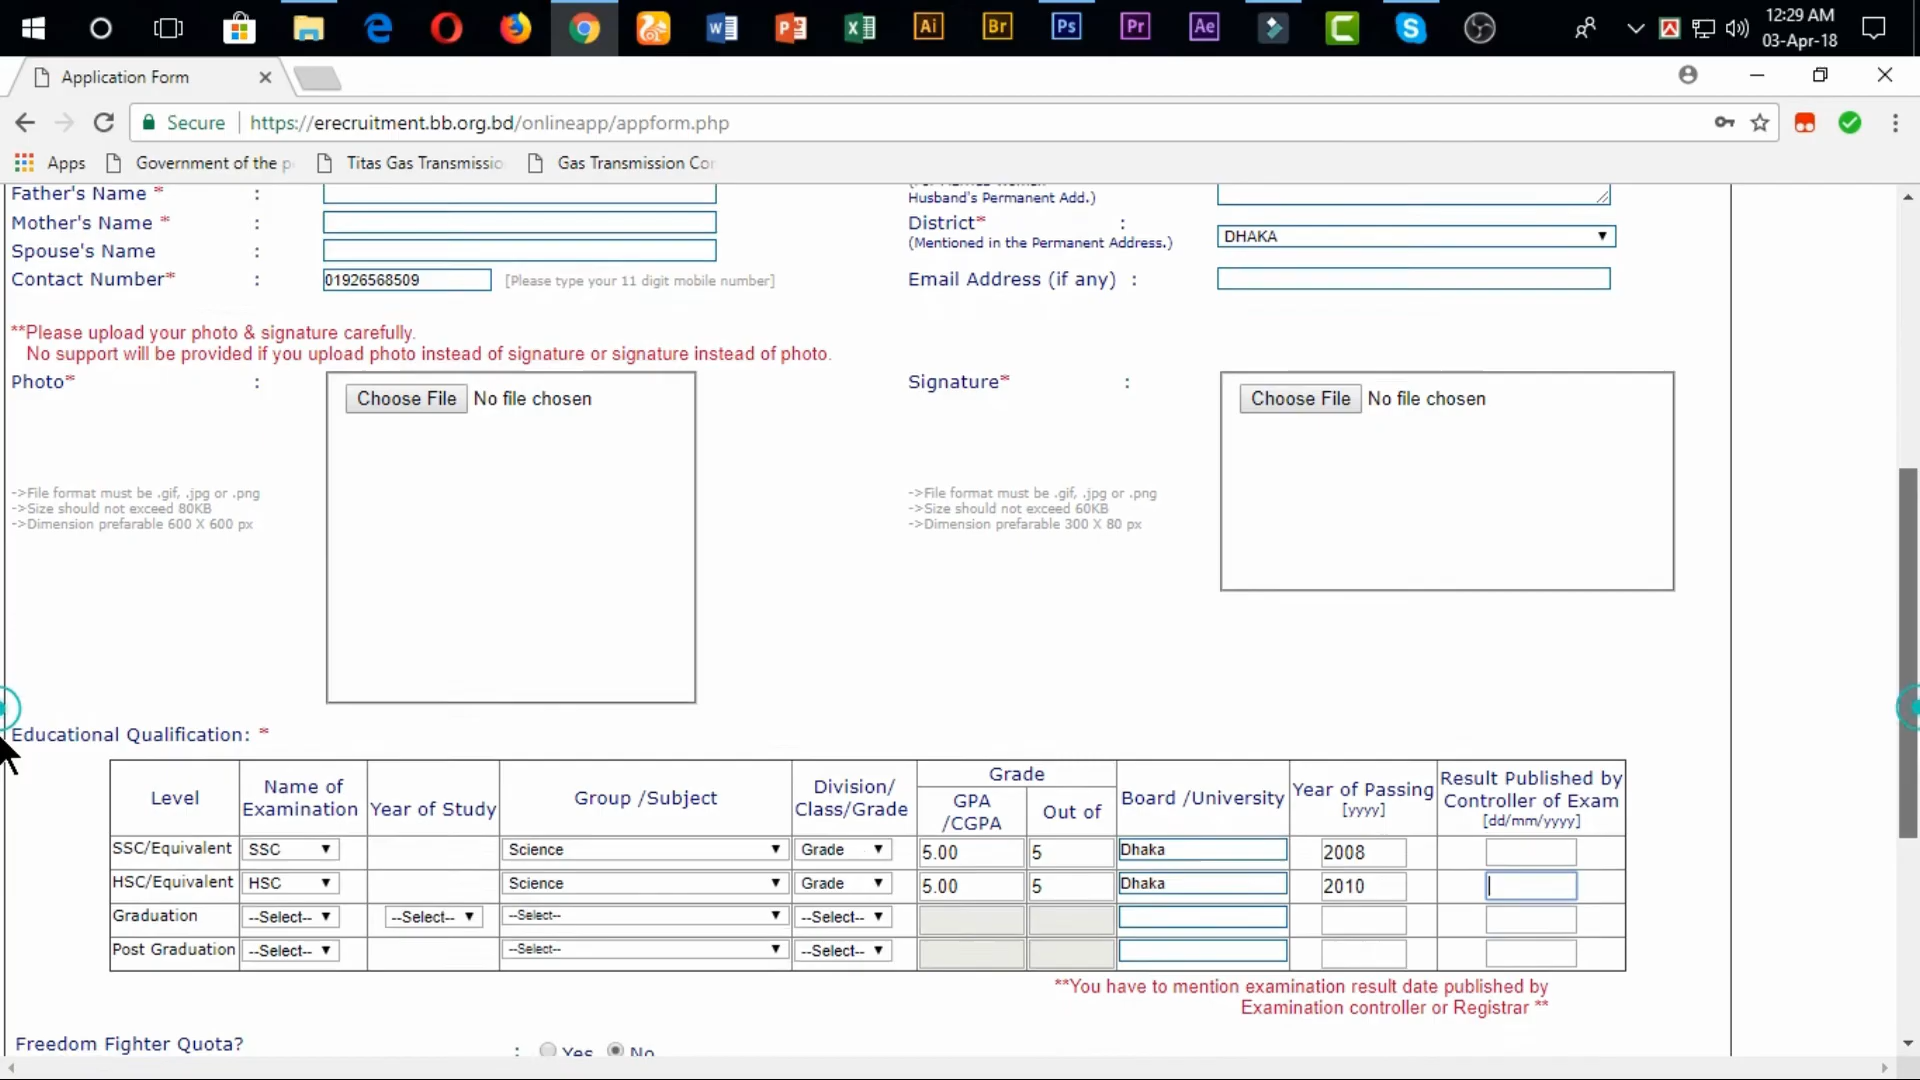 Ai
Br
Ps
Pr
Ae
12:29 AM
03-Apr-18
Application Form
Secure
https://erecruitment.bb.org.bd/onlineapp/appform.php
Apps
Government of the p
Titas Gas Transmissio
Gas Transmission Cor
Father's Name * :
Husband's Permanent Add.)
Mother's Name * :
District* :
(Mentioned in the Permanent Address.)
DHAKA
Spouse's Name :
Contact Number* :
01926568509
[Please type your 11 digit mobile number]
Email Address (if any) :
**Please upload your photo & signature carefully.
No support will be provided if you upload photo instead of signature or signature instead of photo.
Photo* :
Choose File No file chosen
Signature* :
Choose File No file chosen
->File format must be .gif, .jpg or .png
->Size should not exceed 80KB
->Dimension prefarable 600 X 600 px
->File format must be .gif, .jpg or .png
->Size should not exceed 60KB
->Dimension prefarable 300 X 80 px
Educational Qualification: *
Level
Name of Examination
Year of Study
Group /Subject
Division/ Class/Grade
Grade
GPA /CGPA
Out of
Board /University
Year of Passing [yyyy]
Result Published by Controller of Exam [dd/mm/yyyy]
SSC/Equivalent SSC Science Grade 5.00 5 Dhaka 2008
HSC/Equivalent HSC Science Grade 5.00 5 Dhaka 2010
Graduation --Select-- --Select-- --Select-- --Select--
Post Graduation --Select-- --Select-- --Select--
**You have to mention examination result date published by
Examination controller or Registrar **
Freedom Fighter Quota? : Yes No